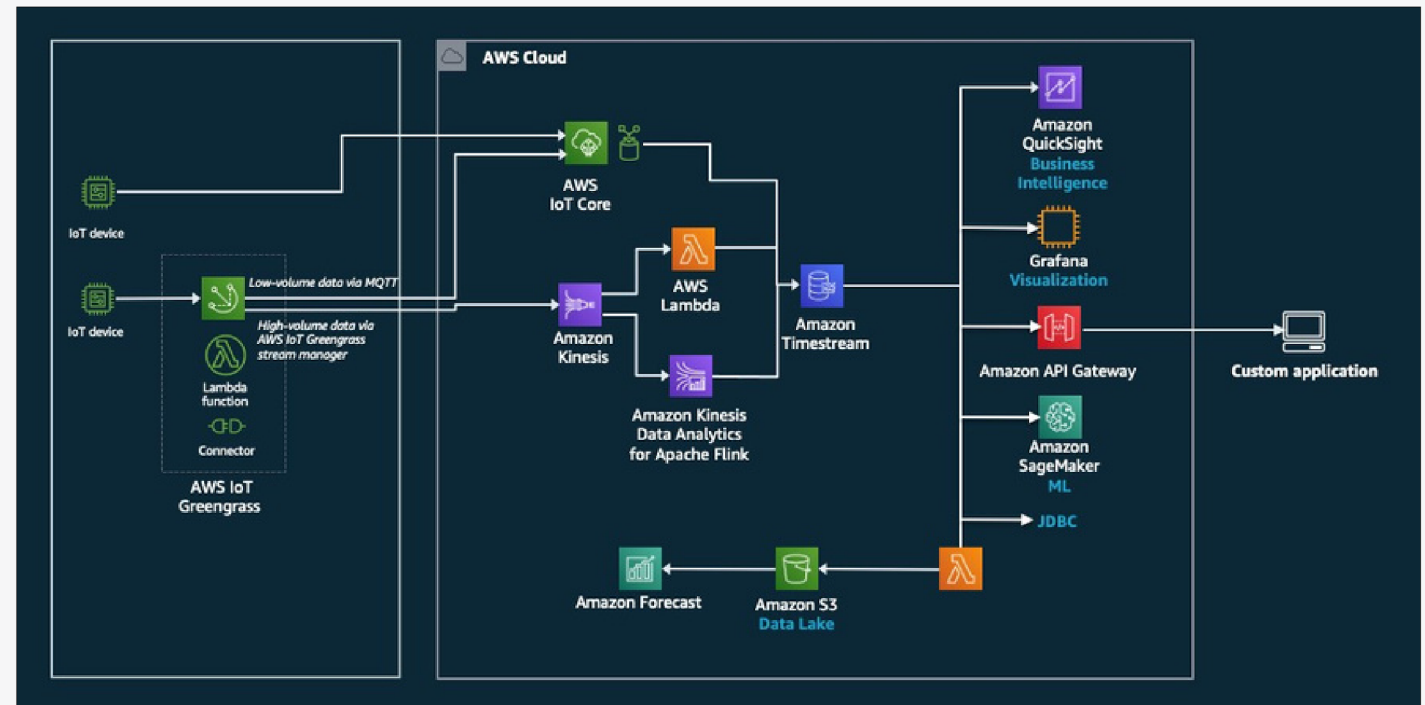 AWS Cloud
IoT device
IoT device
Low-volume data via MQTT
High-volume data via
AWS IoT Greengrass
stream manager
Lambda
function
Connector
AWS IoT
Greengrass
AWS
IoT Core
AWS
Lambda
Amazon
Kinesis
Amazon Kinesis
Data Analytics
for Apache Flink
Amazon
Timestream
Amazon
QuickSight
Business
Intelligence
Grafana
Visualization
Amazon API Gateway
Custom application
Amazon
SageMaker
ML
JDBC
Amazon Forecast
Amazon S3
Data Lake